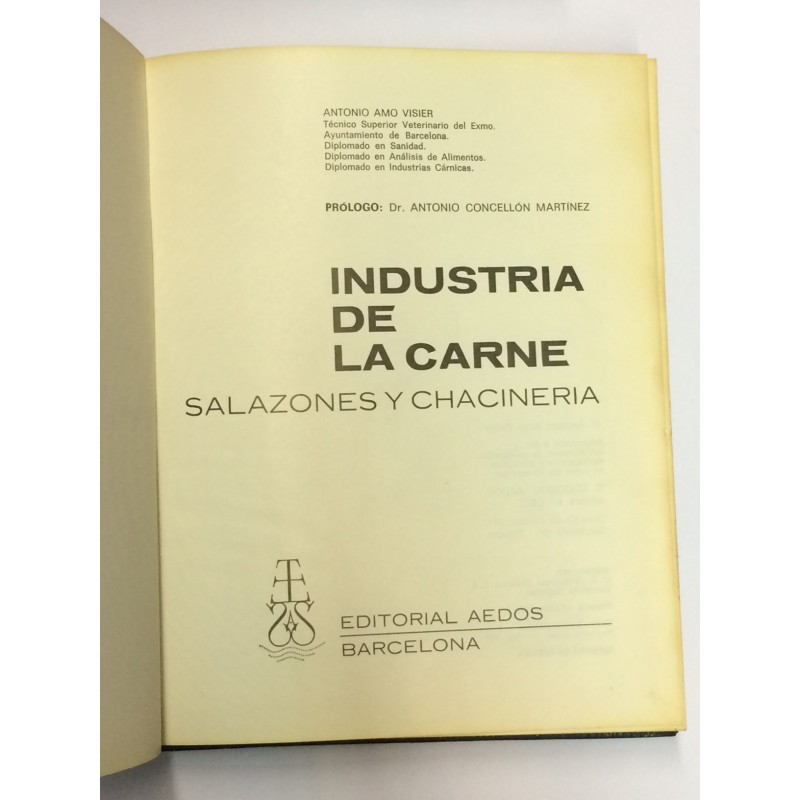 ANTONIO AMO VISIER
Técnico Superior Veterinario del Exmo.
Ayuntamiento de Barcelona.
Diplomado en Sanidad.
Diplomado en Análisis de Alimentos.
Diplomado en Industrias Cárnicas.
PRÓLOGO: Dr. ANTONIO CONCELLÓN MARTÍNEZ
INDUSTRIA
DE
LA CARNE
SALAZONES Y CHACINERIA
EDITORIAL AEDOS
BARCELONA